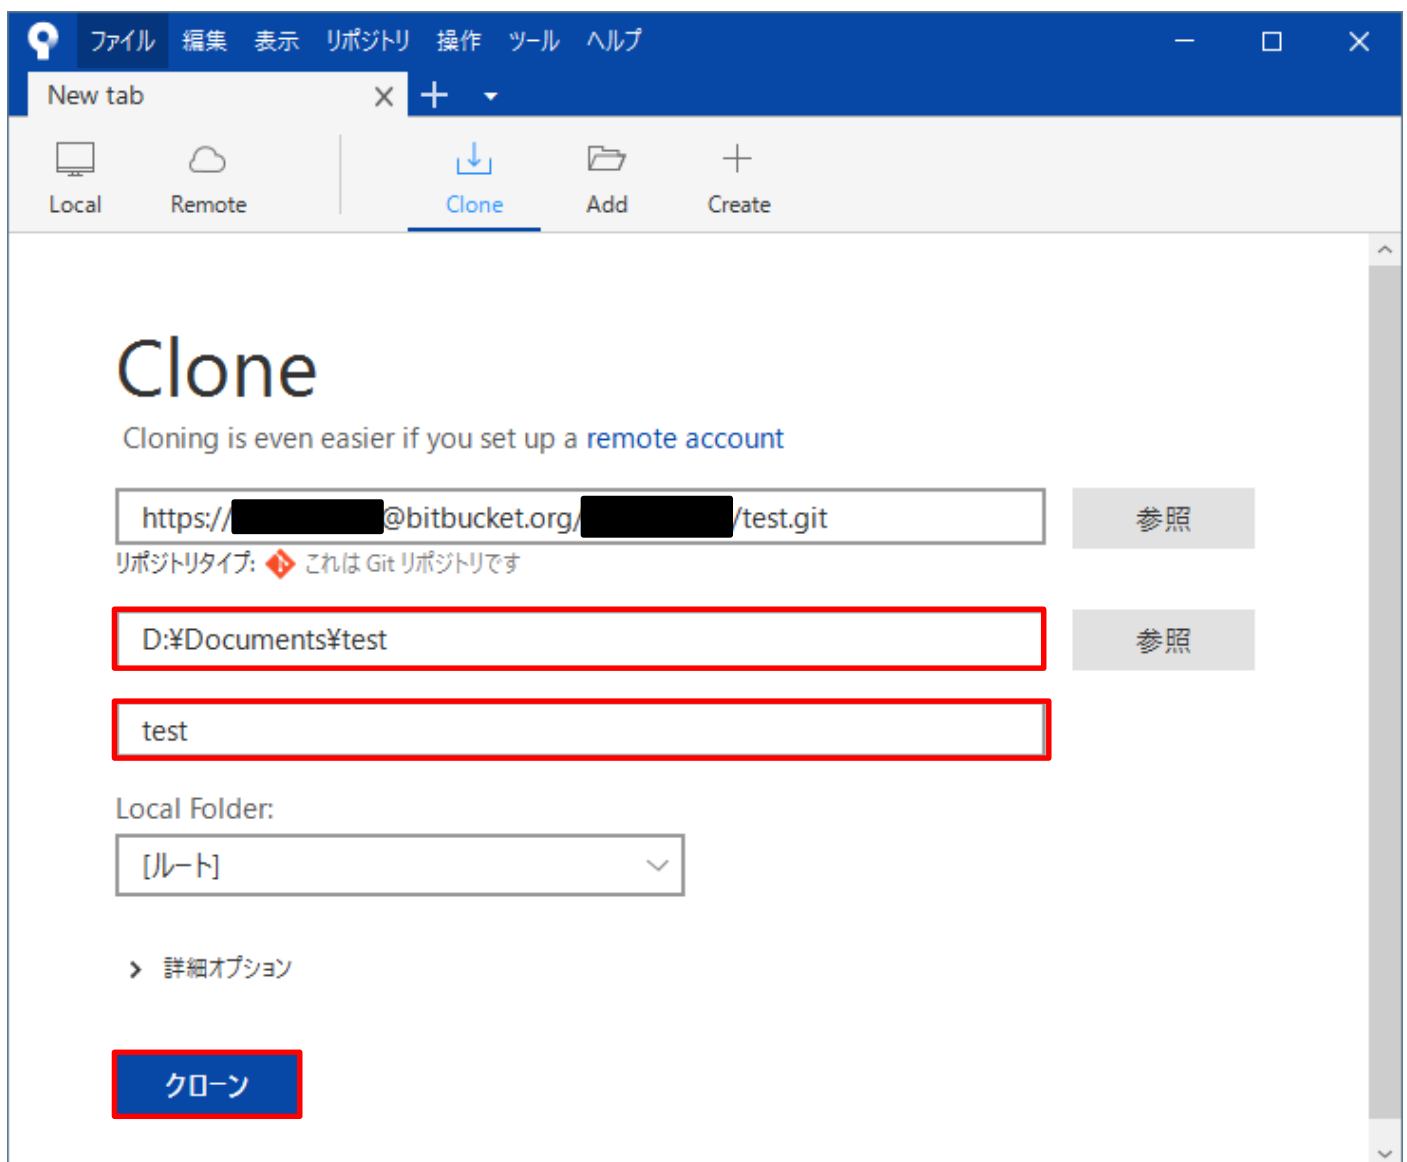 ファイル 編集 表示 リポジトリ 操作 ツール ヘルプ
New tab
Local Remote Clone Add Create
Clone
Cloning is even easier if you set up a remote account
https:// @bitbucket.org/ /test.git 参照
リポジトリタイプ: これは Git リポジトリです
D:¥Documents¥test 参照
test
Local Folder:
[ルート]
詳細オプション
クローン